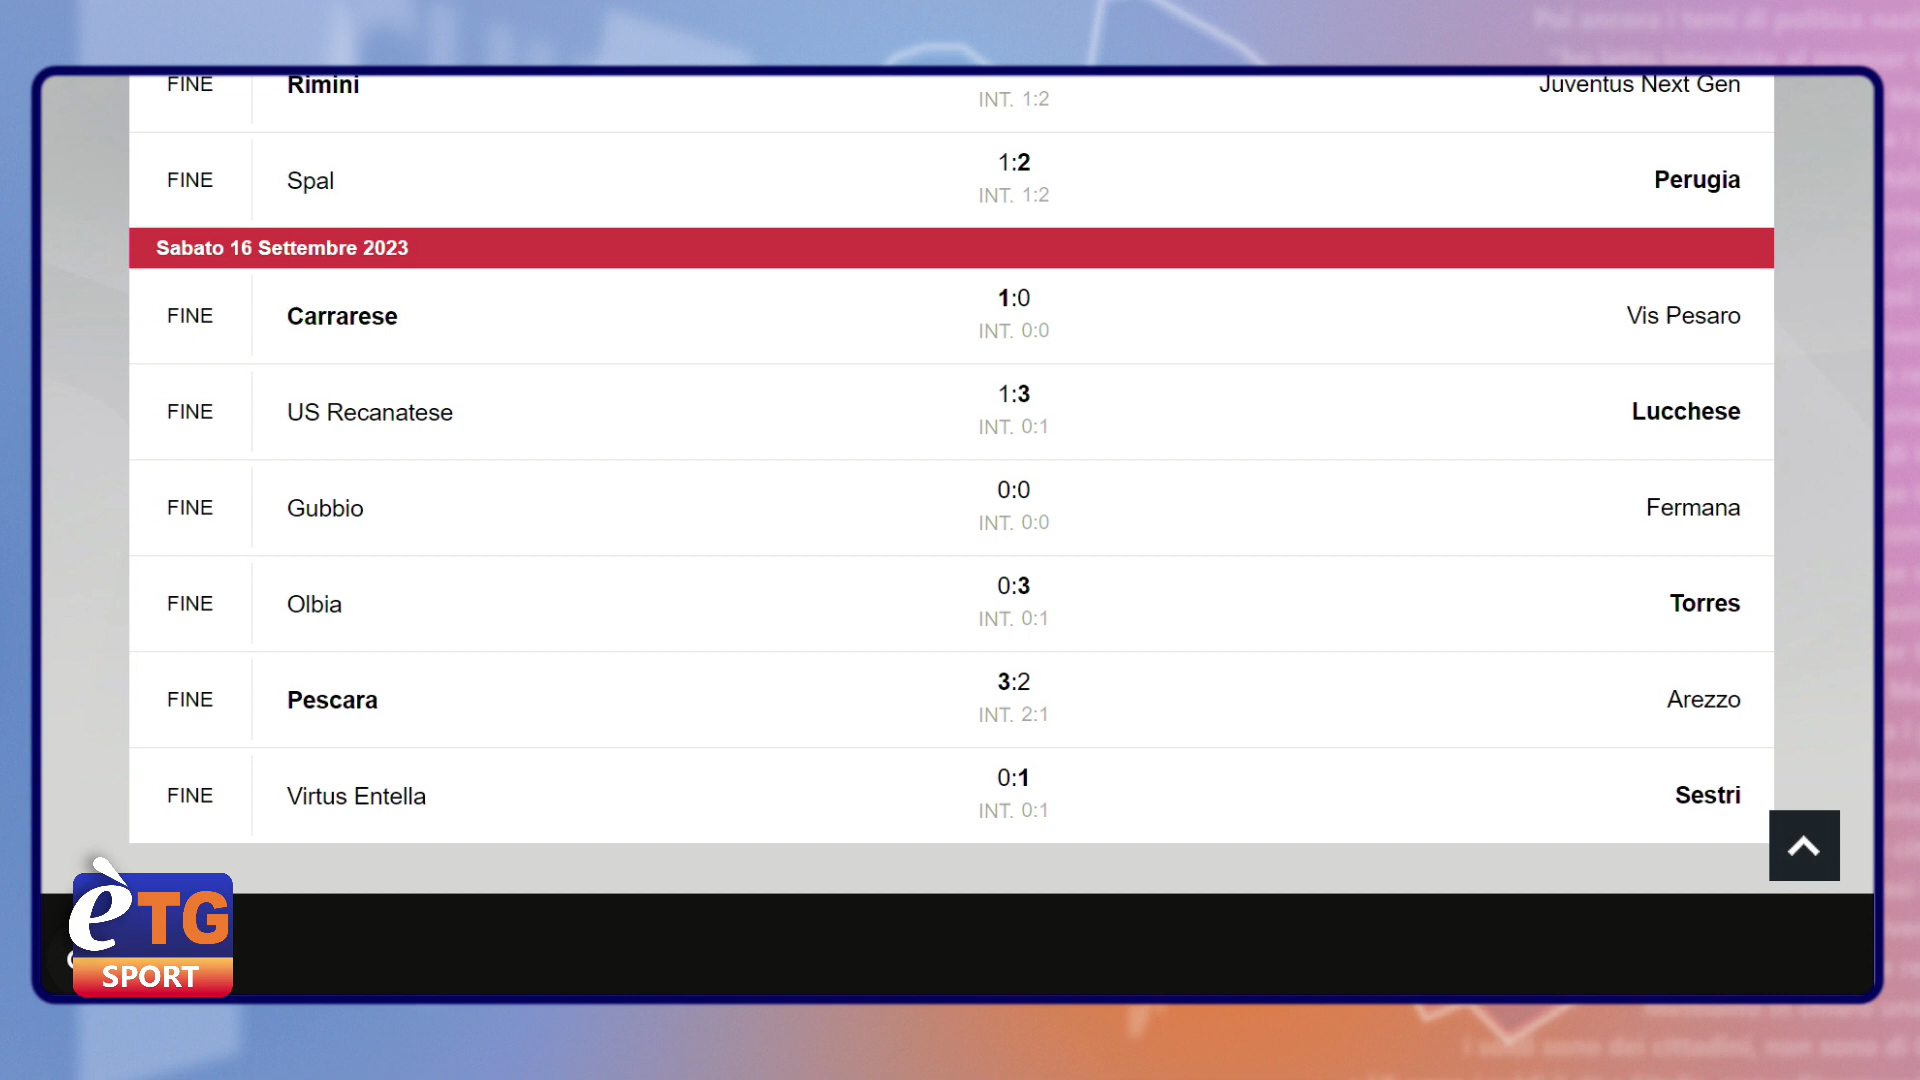 FINE Rimini INT. 1:2 Juventus Next Gen
FINE Spal 1:2 INT. 1:2 Perugia
Sabato 16 Settembre 2023
FINE Carrarese 1:0 INT. 0:0 Vis Pesaro
FINE US Recanatese 1:3 INT. 0:1 Lucchese
FINE Gubbio 0:0 INT. 0:0 Fermana
FINE Olbia 0:3 INT. 0:1 Torres
FINE Pescara 3:2 INT. 2:1 Arezzo
FINE Virtus Entella 0:1 INT. 0:1 Sestri
èTG
SPORT